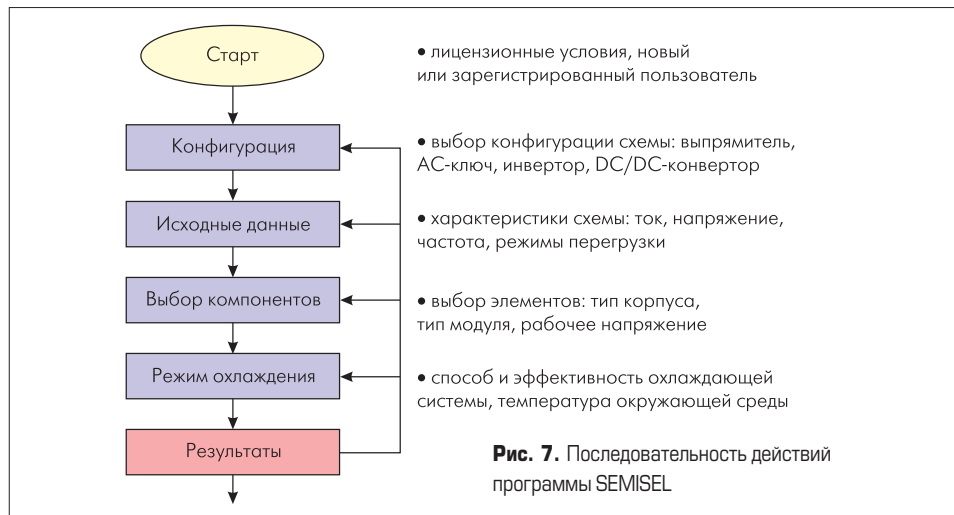 Старт
• лицензионные условия, новый
или зарегистрированный пользователь
Конфигурация
• выбор конфигурации схемы: выпрямитель,
АС-ключ, инвертор, DC/DC-конвертор
Исходные данные
• характеристики схемы: ток, напряжение,
частота, режимы перегрузки
Выбор компонентов
• выбор элементов: тип корпуса,
тип модуля, рабочее напряжение
Режим охлаждения
• способ и эффективность охлаждающей
системы, температура окружающей среды
Результаты
Рис. 7. Последовательность действий
программы SEMISEL